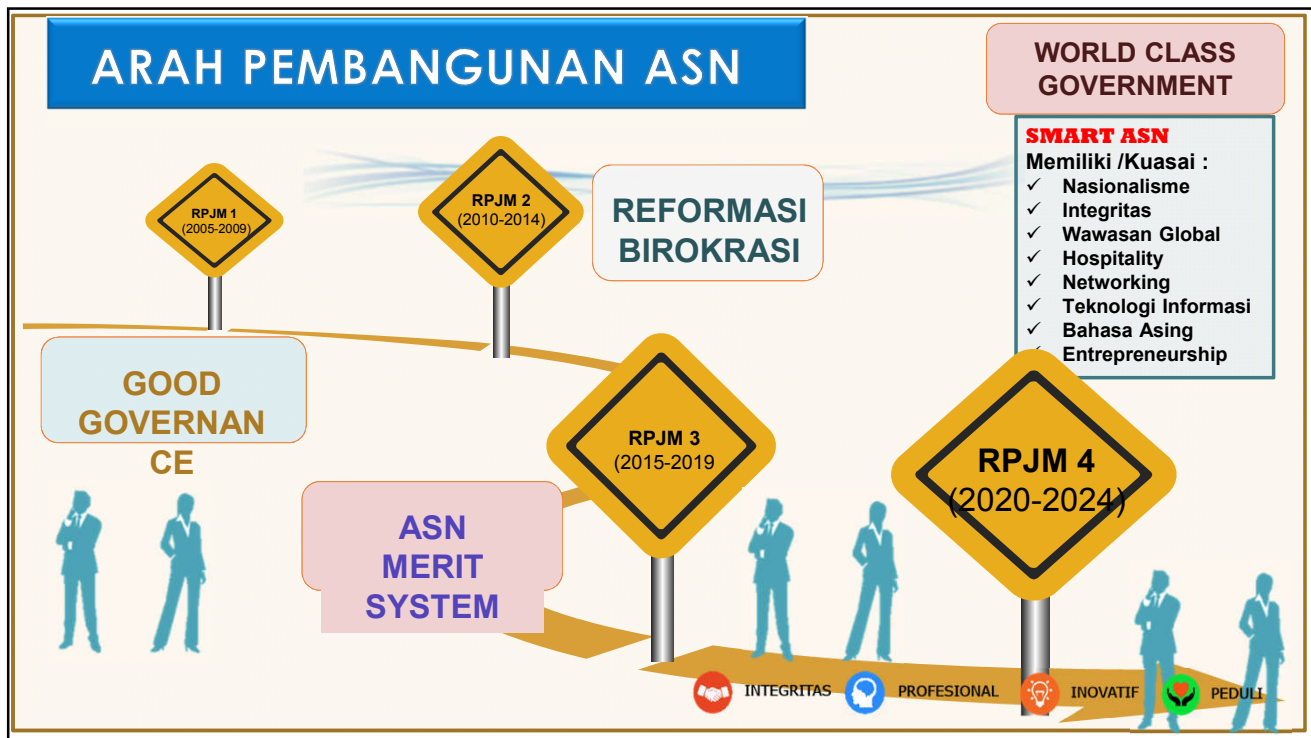 ARAH PEMBANGUNAN ASN
WORLD CLASS
GOVERNMENT
SMART ASN
Memiliki /Kuasai :
✓ Nasionalisme
✓ Integritas
✓ Wawasan Global
✓ Hospitality
✓ Networking
✓ Teknologi Informasi
✓ Bahasa Asing
✓ Entrepreneurship
RPJM 1
(2005-2009)
RPJM 2
(2010-2014)
REFORMASI
BIROKRASI
GOOD
GOVERNAN
CE
RPJM 3
(2015-2019
ASN
MERIT
SYSTEM
RPJM 4
(2020-2024)
INTEGRITAS
PROFESIONAL
INOVATIF
PEDULI